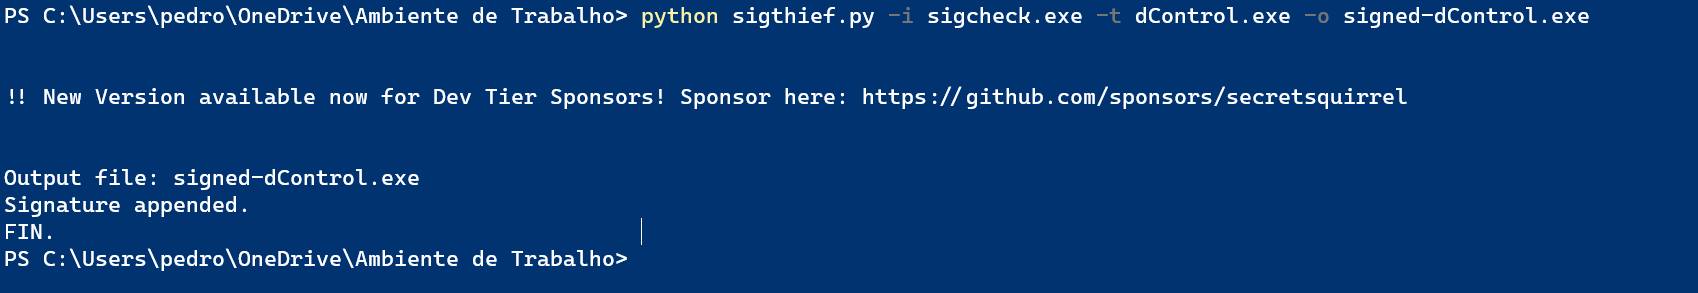 PS C:\Users\pedro\OneDrive\Ambiente de Trabalho> python sigthief.py -i sigcheck.exe -t dControl.exe -o signed-dControl.exe
!! New Version available now for Dev Tier Sponsors! Sponsor here: https://github.com/sponsors/secretsquirrel
Output file: signed-dControl.exe
Signature appended.
FIN.
PS C:\Users\pedro\OneDrive\Ambiente de Trabalho>